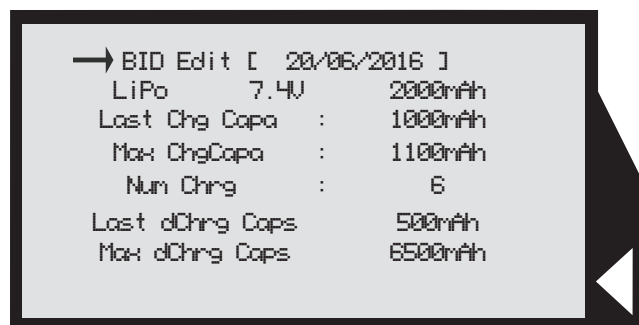 BID Edit [ 20/06/2016 ]
LiPo 7.4V 2000mAh
Last Chg Capa : 1000mAh
Max ChgCapa : 1100mAh
Num Chrg : 6
Last dChrg Caps 500mAh
Max dChrg Caps 6500mAh